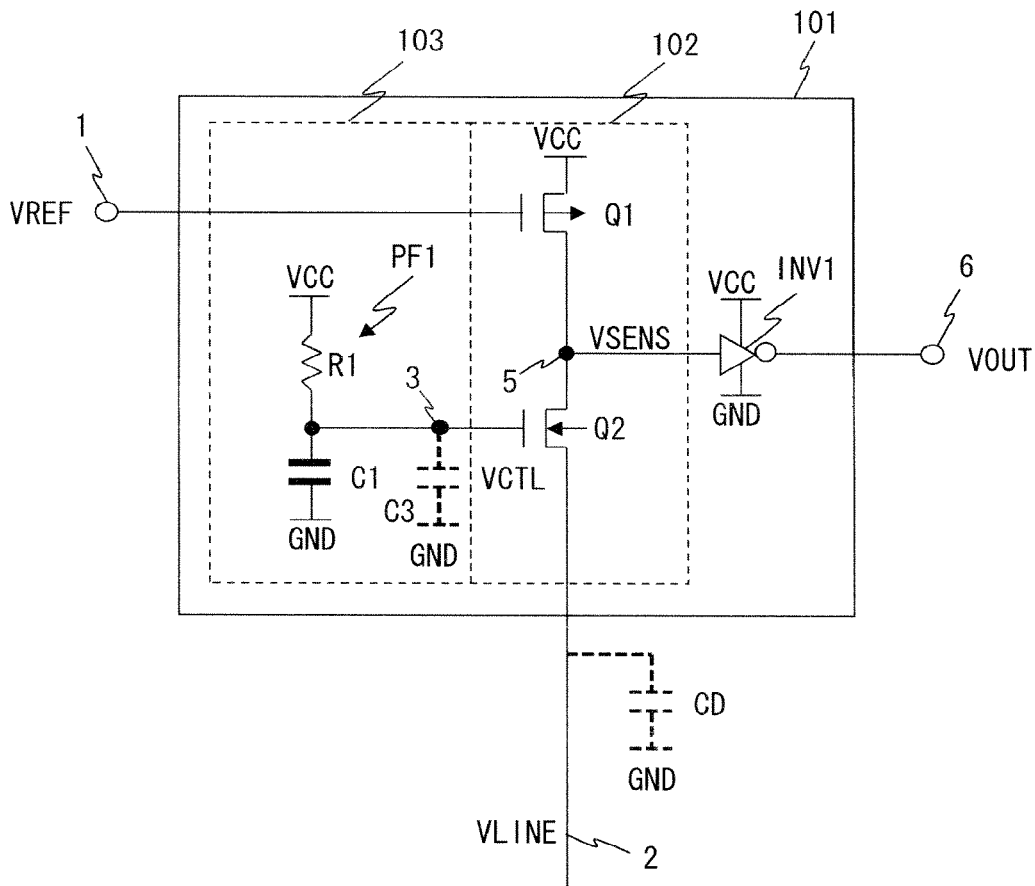 103
102
101
1
VCC
VREF
Q1
PF1
INV1
6
VCC
VCC
R1
VSENS
5
VOUT
3
GND
Q2
C1
VCTL
C3
GND
GND
CD
GND
VLINE
2